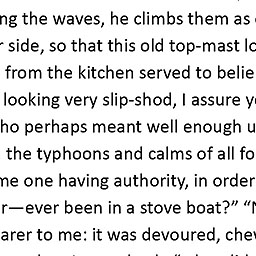 ng the waves, he climbs them as
side, so that this old top-mast lo
from the kitchen served to belie
looking very slip-shod, I assure y
ho perhaps meant well enough u
the typhoons and calms of all fo
me one having authority, in order
r—ever been in a stove boat?” “N
arer to me: it was devoured, chev